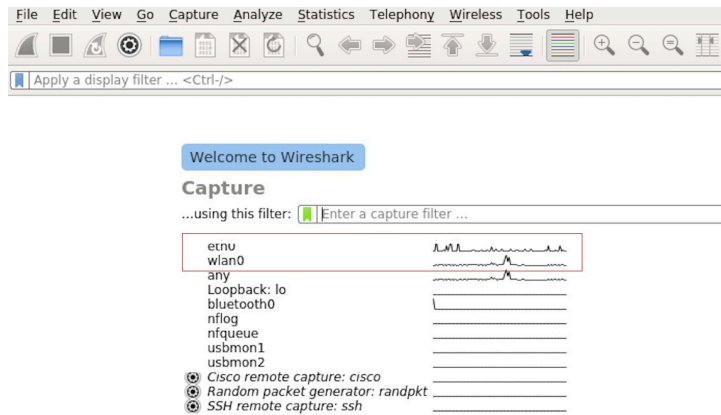 File Edit View Go Capture Analyze Statistics Telephony Wireless Tools Help
Apply a display filter ... <Ctrl-/>
Welcome to Wireshark
Capture
...using this filter: Enter a capture filter ...
eth0
wlan0
any
Loopback: lo
bluetooth0
nflog
nfqueue
usbmon1
usbmon2
Cisco remote capture: cisco
Random packet generator: randpkt
SSH remote capture: ssh